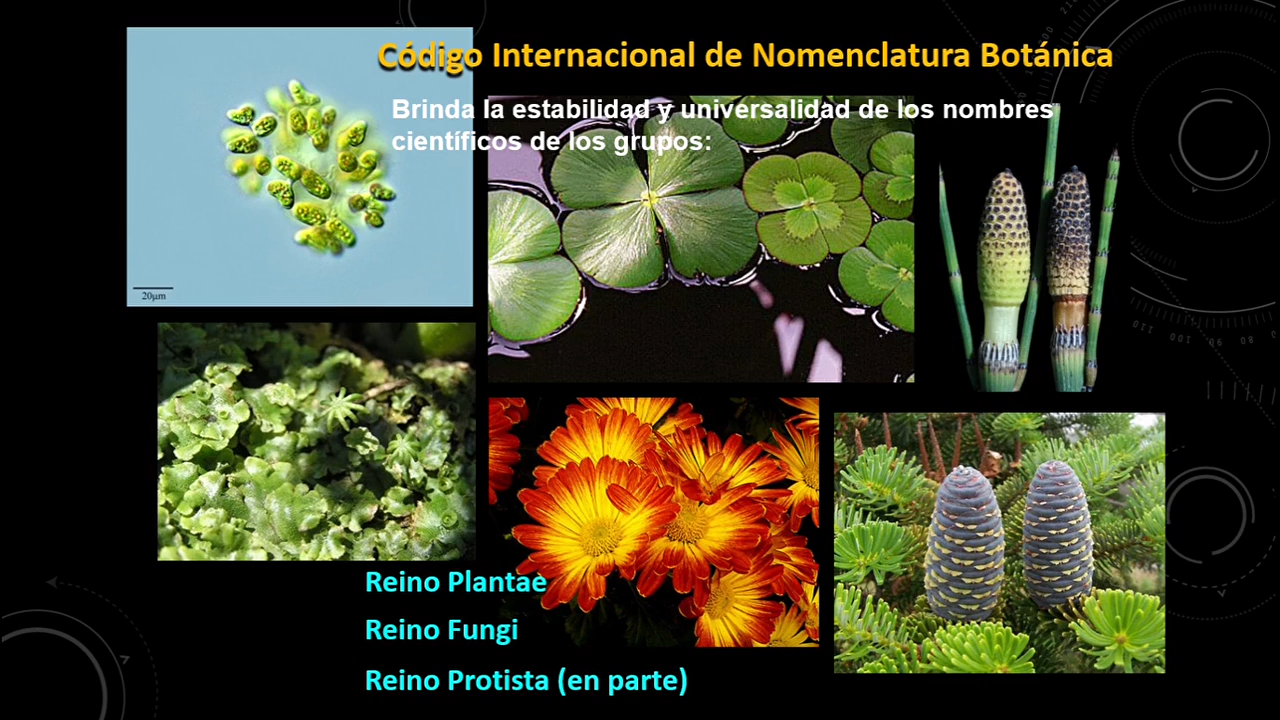 Código Internacional de Nomenclatura Botánica
Brinda la estabilidad y universalidad de los nombres
científicos de los grupos:
20µm
Reino Plantae
Reino Fungi
Reino Protista (en parte)